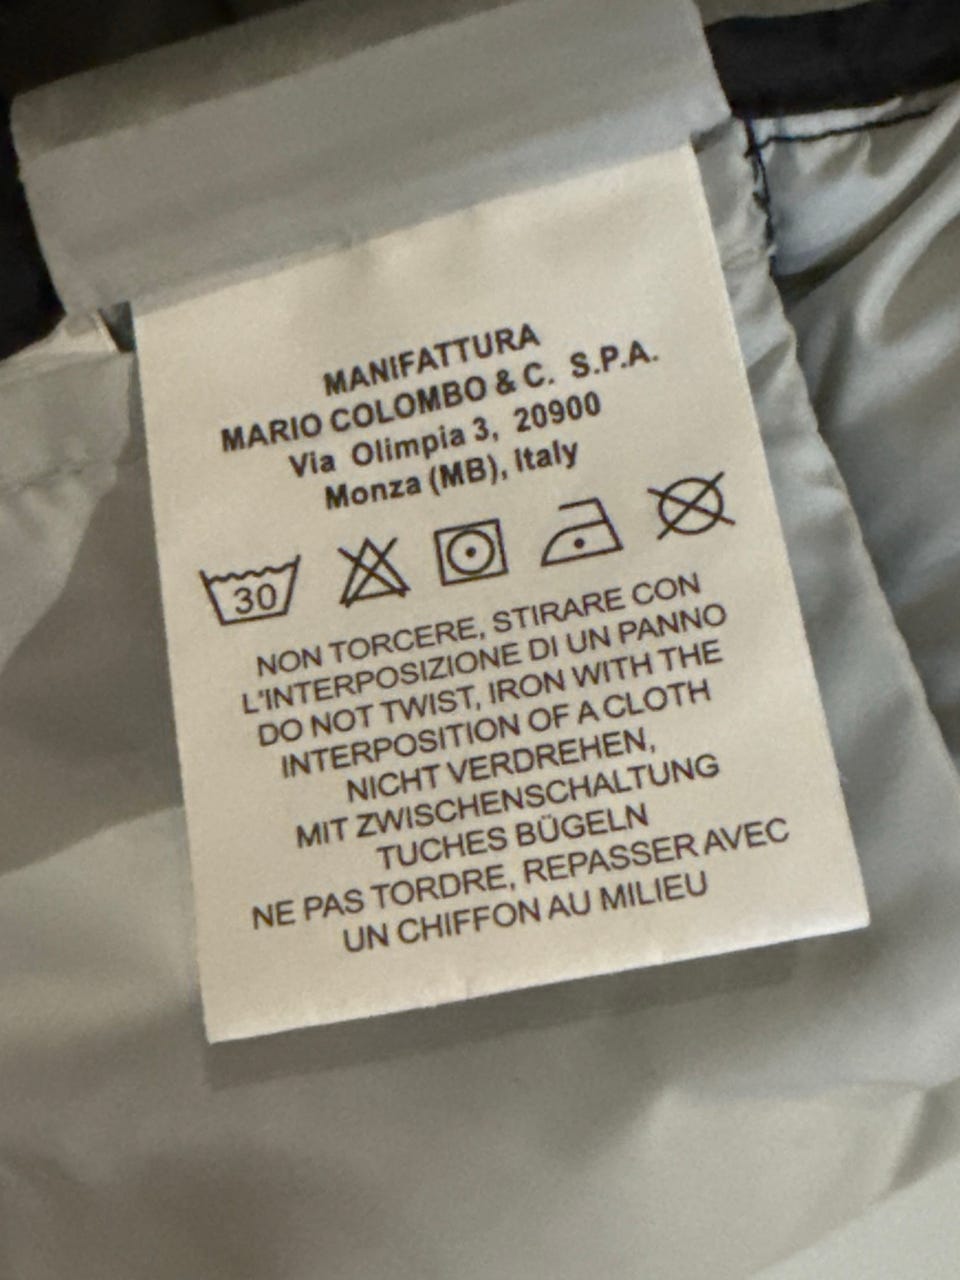 MANIFATTURA
MARIO COLOMBO & C. S.P.A.
Via Olimpia 3, 20900
Monza (MB), Italy
30
NON TORCERE, STIRARE CON
L'INTERPOSIZIONE DI UN PANNO
DO NOT TWIST, IRON WITH THE
INTERPOSITION OF A CLOTH
NICHT VERDREHEN,
MIT ZWISCHENSCHALTUNG
TUCHES BÜGELN
NE PAS TORDRE, REPASSER AVEC
UN CHIFFON AU MILIEU